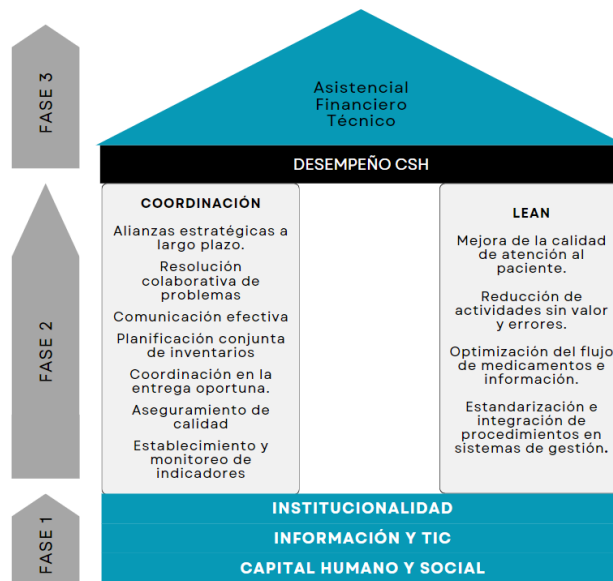 FASE 3
Asistencial
Financiero
Técnico
DESEMPEÑO CSH
FASE 2
COORDINACIÓN
Alianzas estratégicas a
largo plazo.
Resolución
colaborativa de
problemas
Comunicación efectiva
Planificación conjunta
de inventarios
Coordinación en la
entrega oportuna.
Aseguramiento de
calidad
Establecimiento y
monitoreo de
indicadores
LEAN
Mejora de la calidad
de atención al
paciente.
Reducción de
actividades sin valor
y errores.
Optimización del flujo
de medicamentos e
información.
Estandarización e
integración de
procedimientos en
sistemas de gestión.
FASE 1
INSTITUCIONALIDAD
INFORMACIÓN Y TIC
CAPITAL HUMANO Y SOCIAL